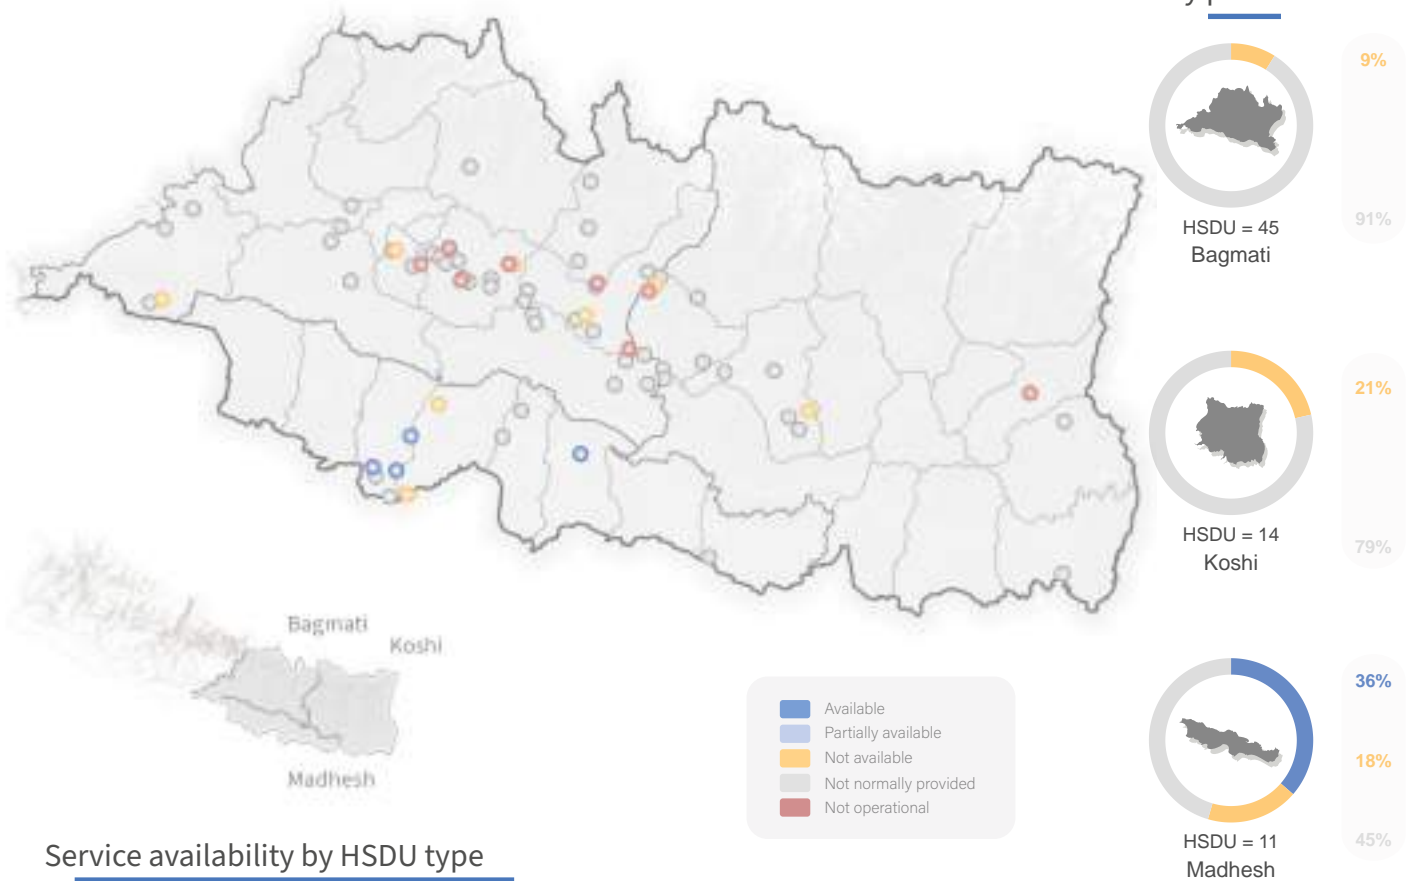 9%
91%
HSDU = 45
Bagmati
21%
79%
HSDU = 14
Koshi
Bagmati
Koshi
Madhesh
Available
Partially available
Not available
Not normally provided
Not operational
36%
18%
45%
HSDU = 11
Madhesh
Service availability by HSDU type